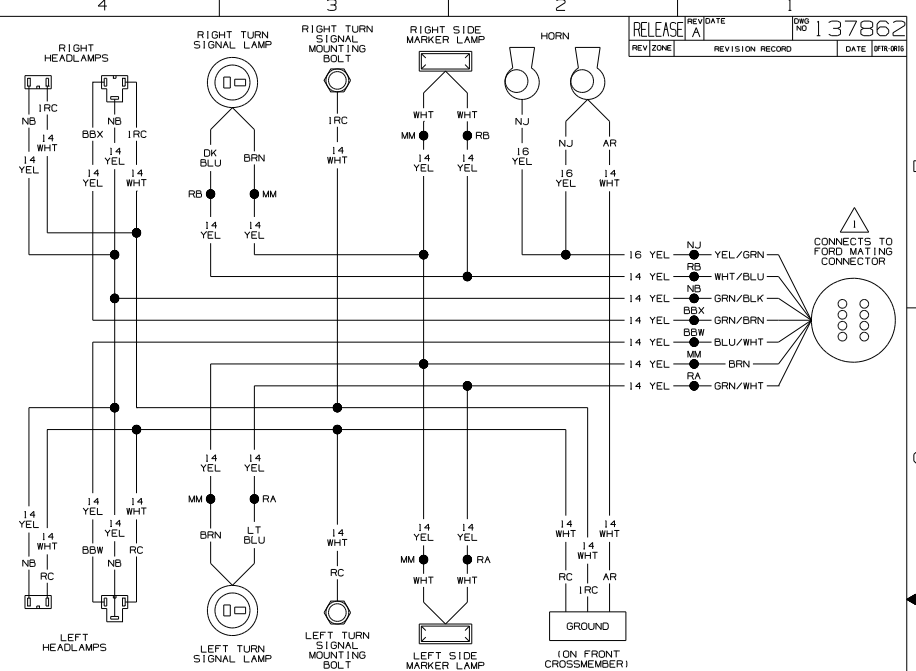 4
3
2
1
RELEASE
REV
A
DATE
DWG
NO
137862
REV
ZONE
REVISION RECORD
DATE
DFTR-ORIG
RIGHT
HEADLAMPS
RIGHT TURN
SIGNAL LAMP
RIGHT TURN
SIGNAL
MOUNTING
BOLT
RIGHT SIDE
MARKER LAMP
HORN
1RC
NB
14
WHT
14
YEL
BBX
NB
1RC
14
YEL
14
YEL
14
WHT
DK
BLU
BRN
RB
MM
14
YEL
14
YEL
1RC
14
WHT
WHT
WHT
MM
RB
14
YEL
14
YEL
NJ
16
YEL
NJ
AR
16
YEL
14
WHT
1
CONNECTS TO
FORD MATING
CONNECTOR
16 YEL
NJ
YEL/GRN
14 YEL
RB
WHT/BLU
14 YEL
NB
GRN/BLK
14 YEL
BBX
GRN/BRN
14 YEL
BBW
BLU/WHT
14 YEL
MM
BRN
14 YEL
RA
GRN/WHT
14
YEL
14
WHT
NB
RC
14
YEL
14
YEL
14
WHT
BBW
NB
RC
14
YEL
14
YEL
MM
RA
BRN
LT
BLU
14
WHT
RC
14
YEL
14
YEL
MM
RA
WHT
WHT
14
WHT
14
WHT
14
WHT
RC
1RC
AR
GROUND
(ON FRONT
CROSSMEMBER)
LEFT
HEADLAMPS
LEFT TURN
SIGNAL LAMP
LEFT TURN
SIGNAL
MOUNTING
BOLT
LEFT SIDE
MARKER LAMP
D
C